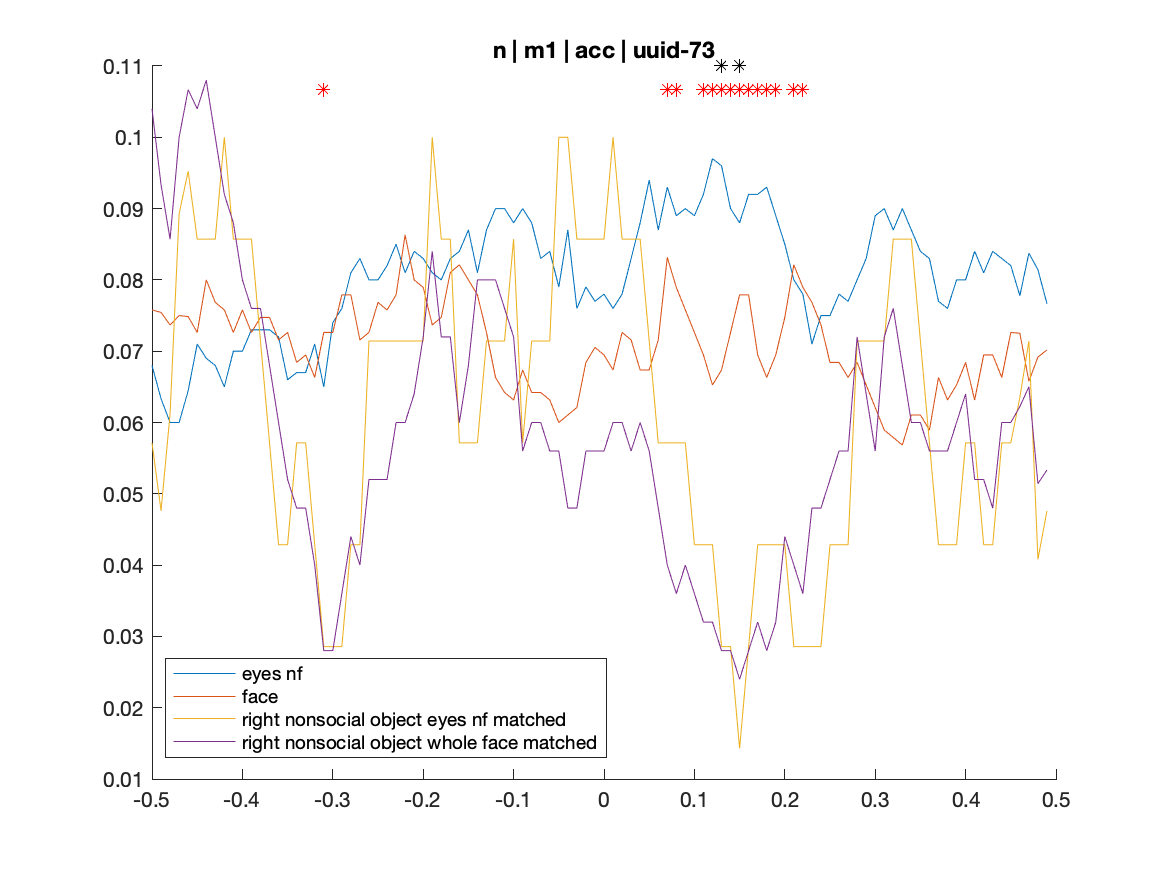 n | m1 | acc | uuid-73
0.11
0.1
0.09
0.08
0.07
0.06
0.05
0.04
0.03
0.02
0.01
eyes nf
face
right nonsocial object eyes nf matched
right nonsocial object whole face matched
-0.5 -0.4 -0.3 -0.2 -0.1 0 0.1 0.2 0.3 0.4 0.5